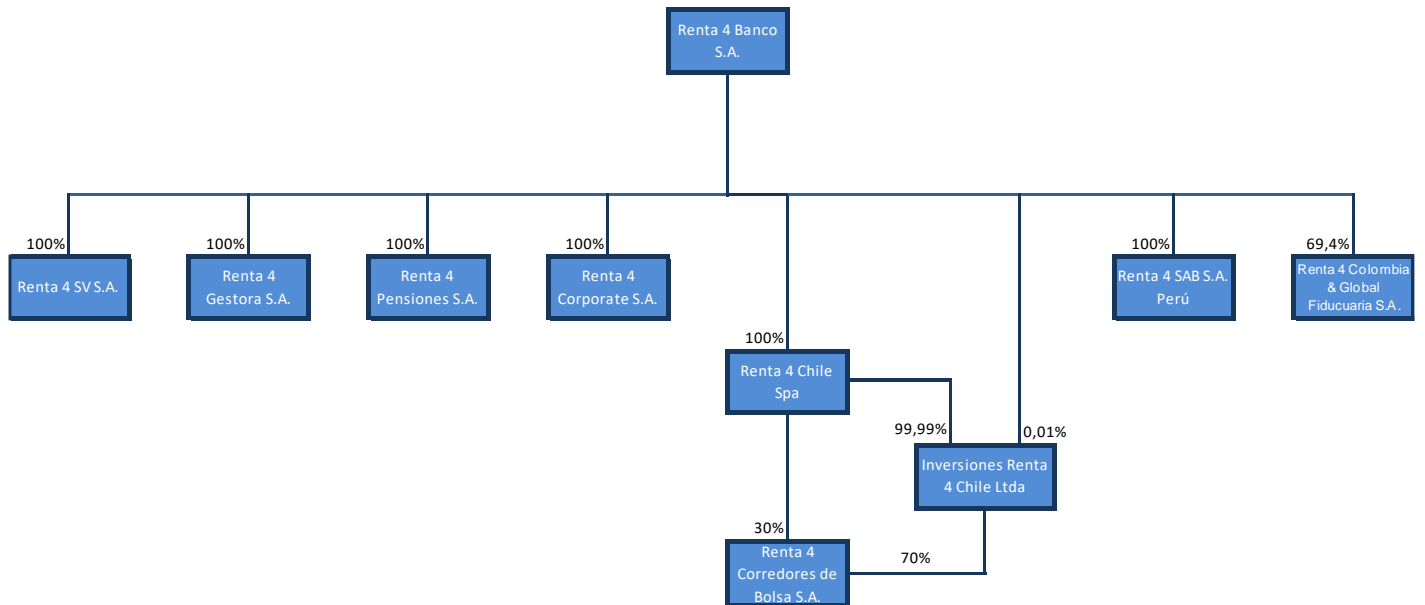 Renta 4 Banco
S.A.
100%
100%
100%
100%
100%
69,4%
Renta 4 SV S.A.
Renta 4
Gestora S.A.
Renta 4
Pensiones S.A.
Renta 4
Corporate S.A.
Renta 4 SAB S.A.
Perú
Renta 4 Colombia
& Global
Fiducuaria S.A.
100%
Renta 4 Chile
Spa
99,99%
0,01%
Inversiones Renta
4 Chile Ltda
30%
70%
Renta 4
Corredores de
Bolsa S.A.